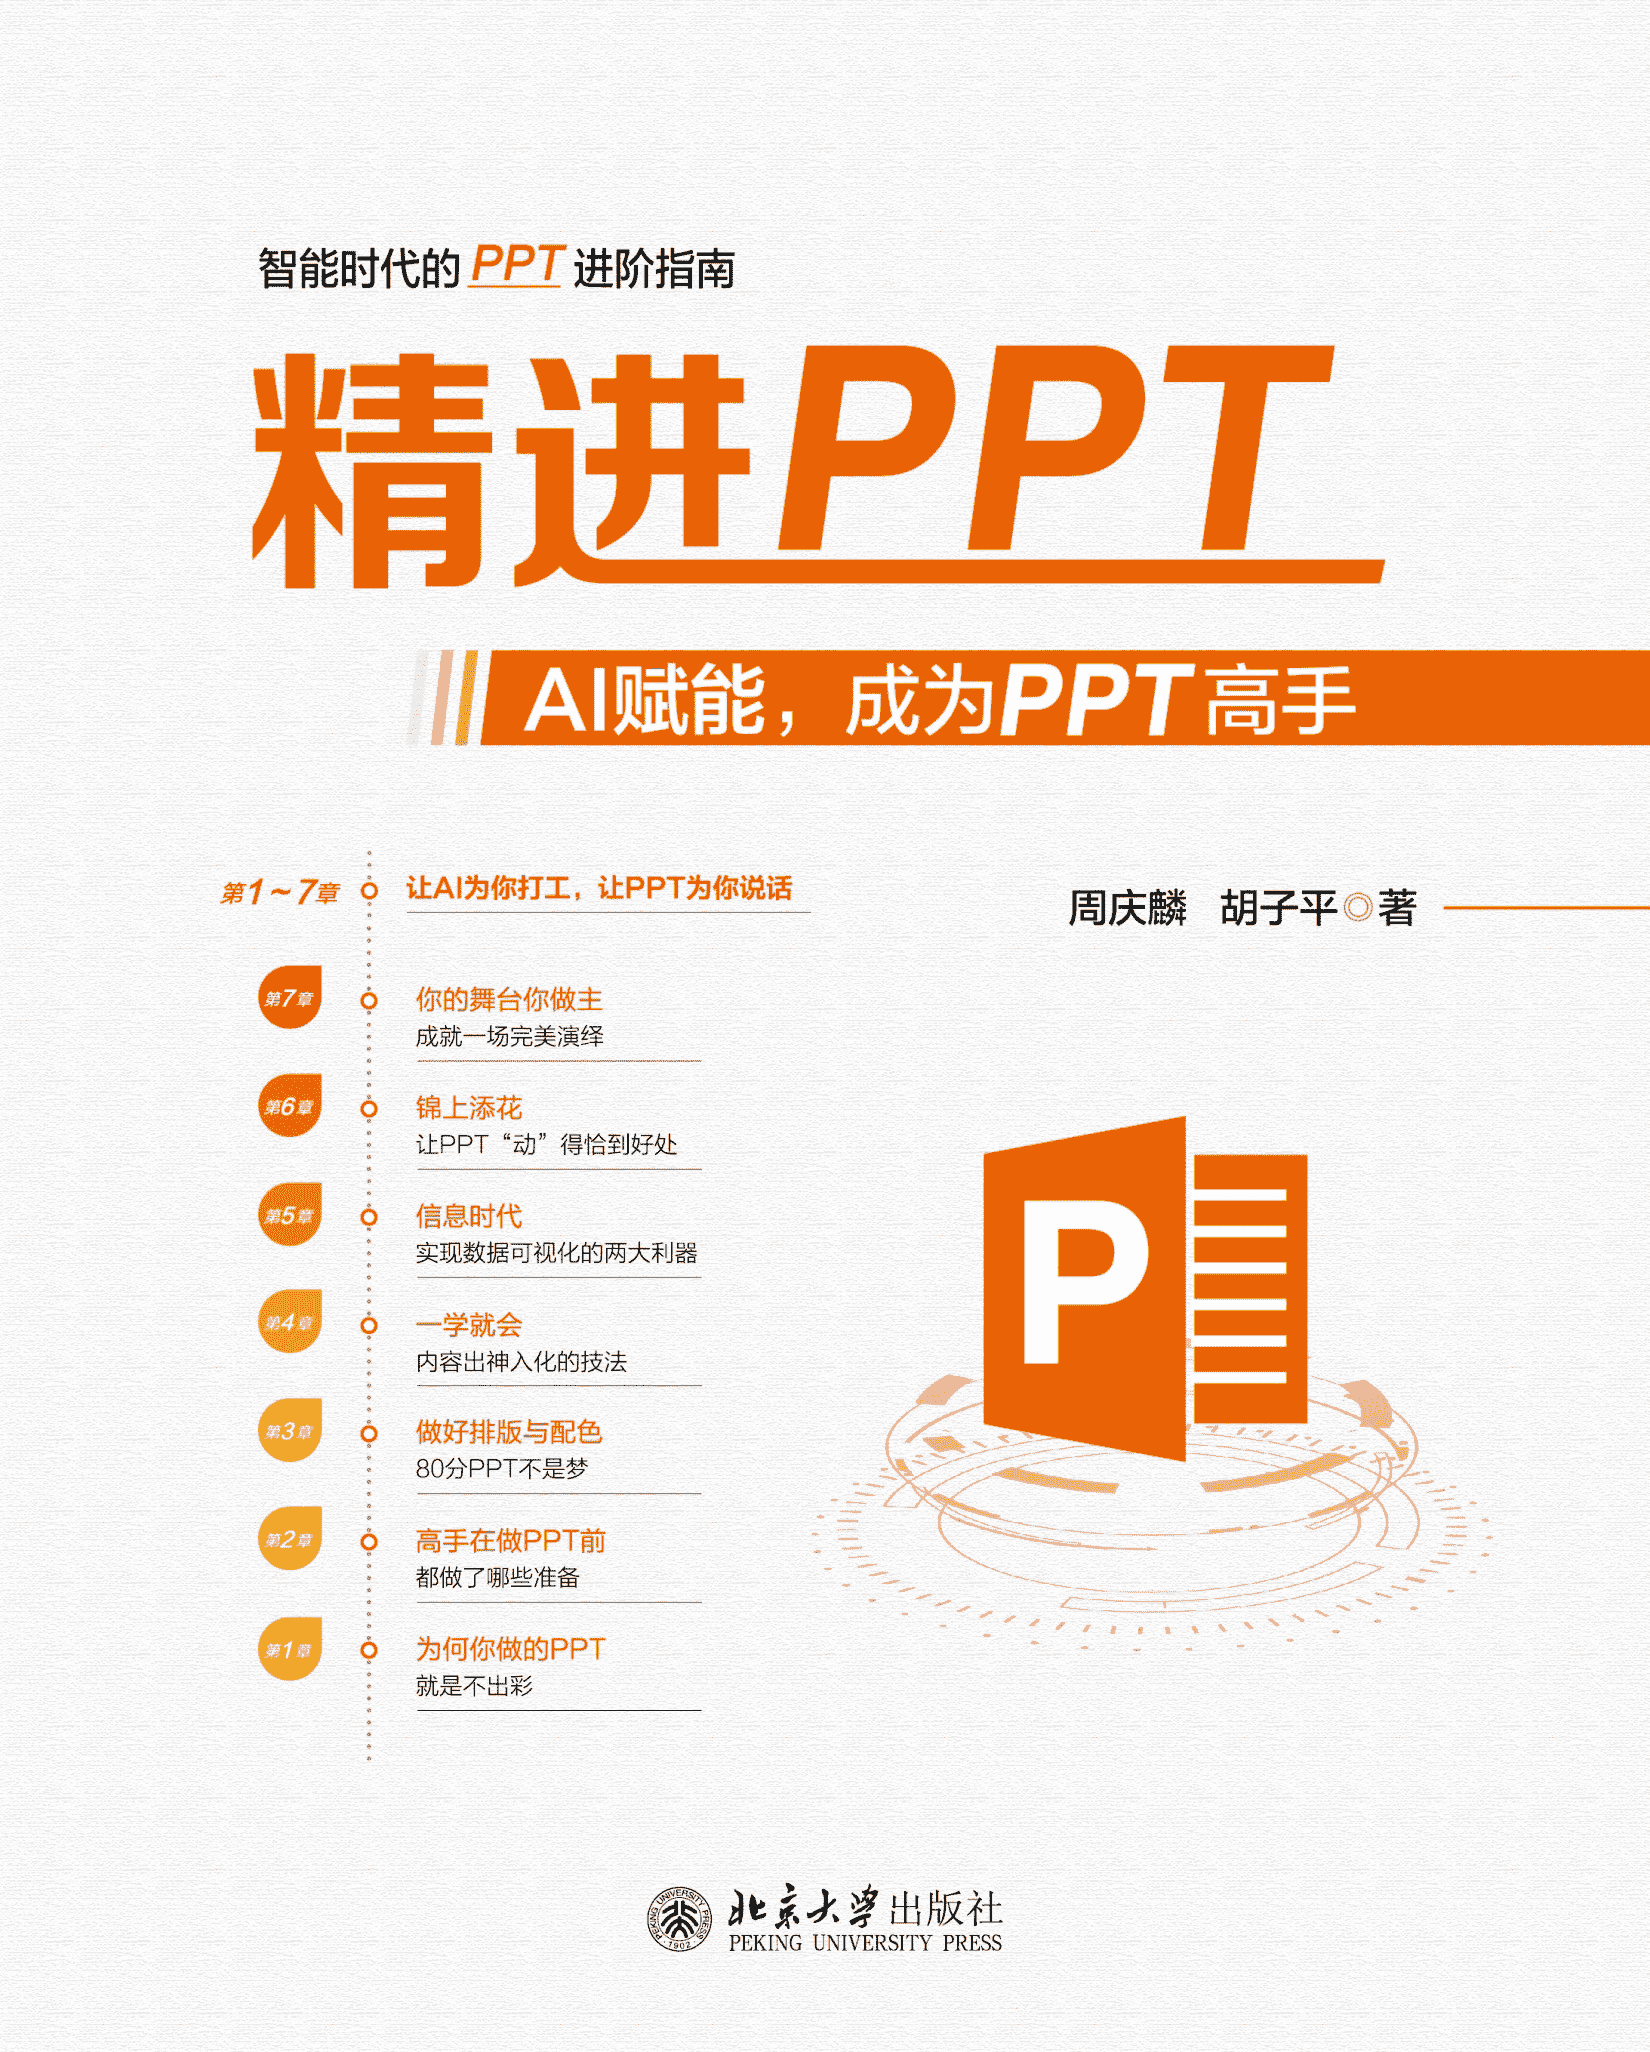 智能时代的PPT进阶指南
精进PPT
AI赋能，成为PPT高手
第1~7章 让AI为你打工，让PPT为你说话
周庆麟 胡子平 著
第7章 你的舞台你做主
成就一场完美演绎
第6章 锦上添花
让PPT“动”得恰到好处
第5章 信息时代
实现数据可视化的两大利器
第4章 一学就会
内容出神入化的技法
第3章 做好排版与配色
80分PPT不是梦
第2章 高手在做PPT前
都做了哪些准备
第1章 为何你做的PPT
就是不出彩
P
PEKING UNIVERSITY PRESS
1902
北京大学出版社
PEKING UNIVERSITY PRESS